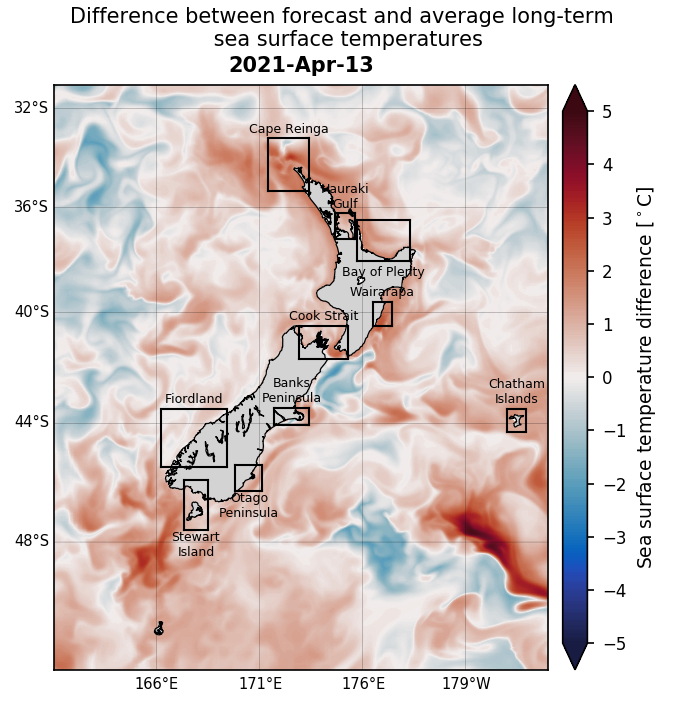 Difference between forecast and average long-term
sea surface temperatures
2021-Apr-13
32°S
36°S
40°S
44°S
48°S
166°E
171°E
176°E
179°W
Cape Reinga
Hauraki
Gulf
Bay of Plenty
Wairarapa
Cook Strait
Banks
Peninsula
Fiordland
Chatham
Islands
Otago
Peninsula
Stewart
Island
5
4
3
2
1
0
−1
−2
−3
−4
−5
Sea surface temperature difference [°C]